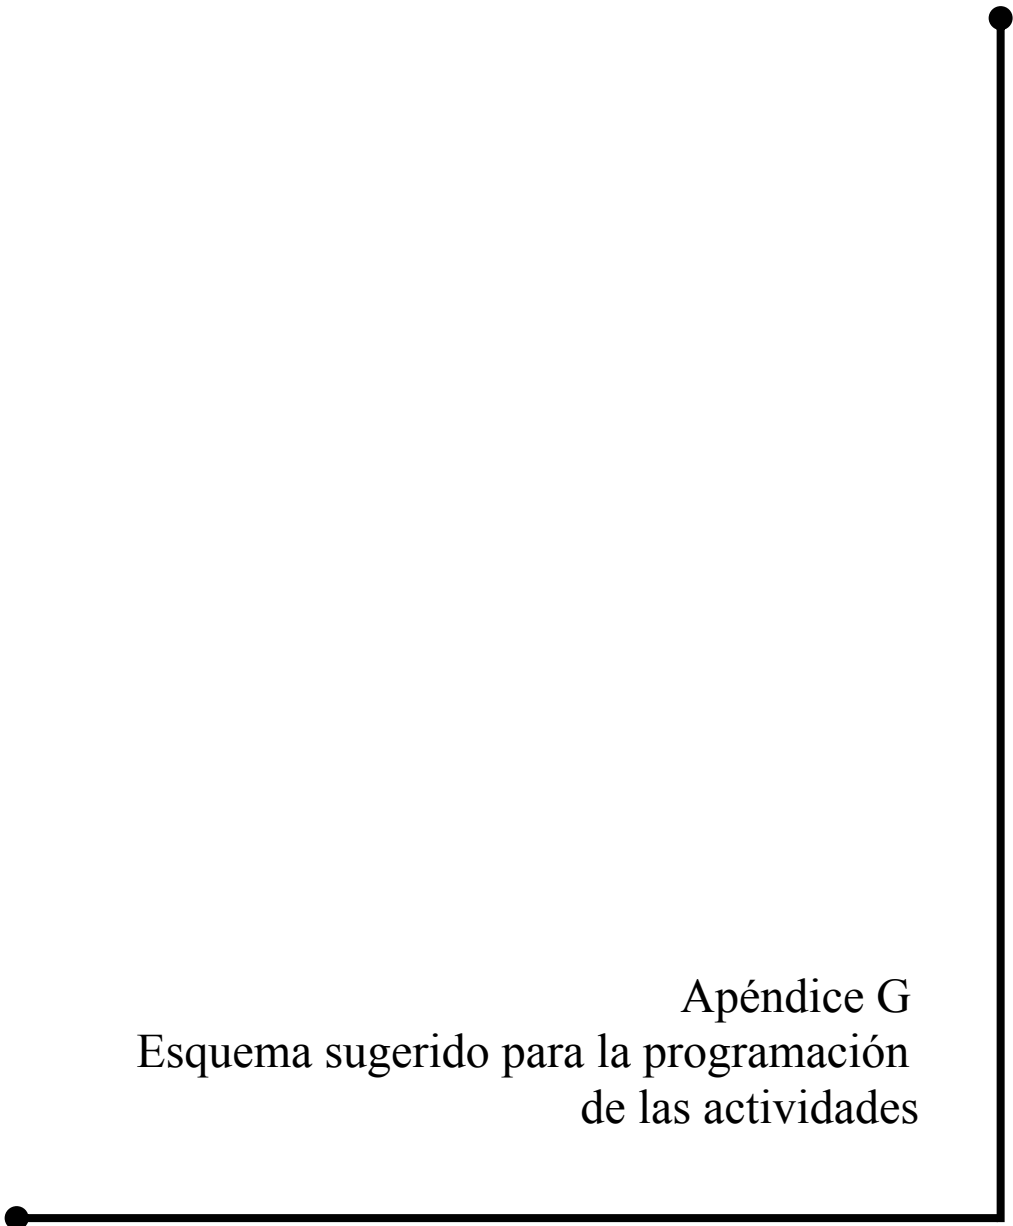 Apéndice G
Esquema sugerido para la programación
de las actividades